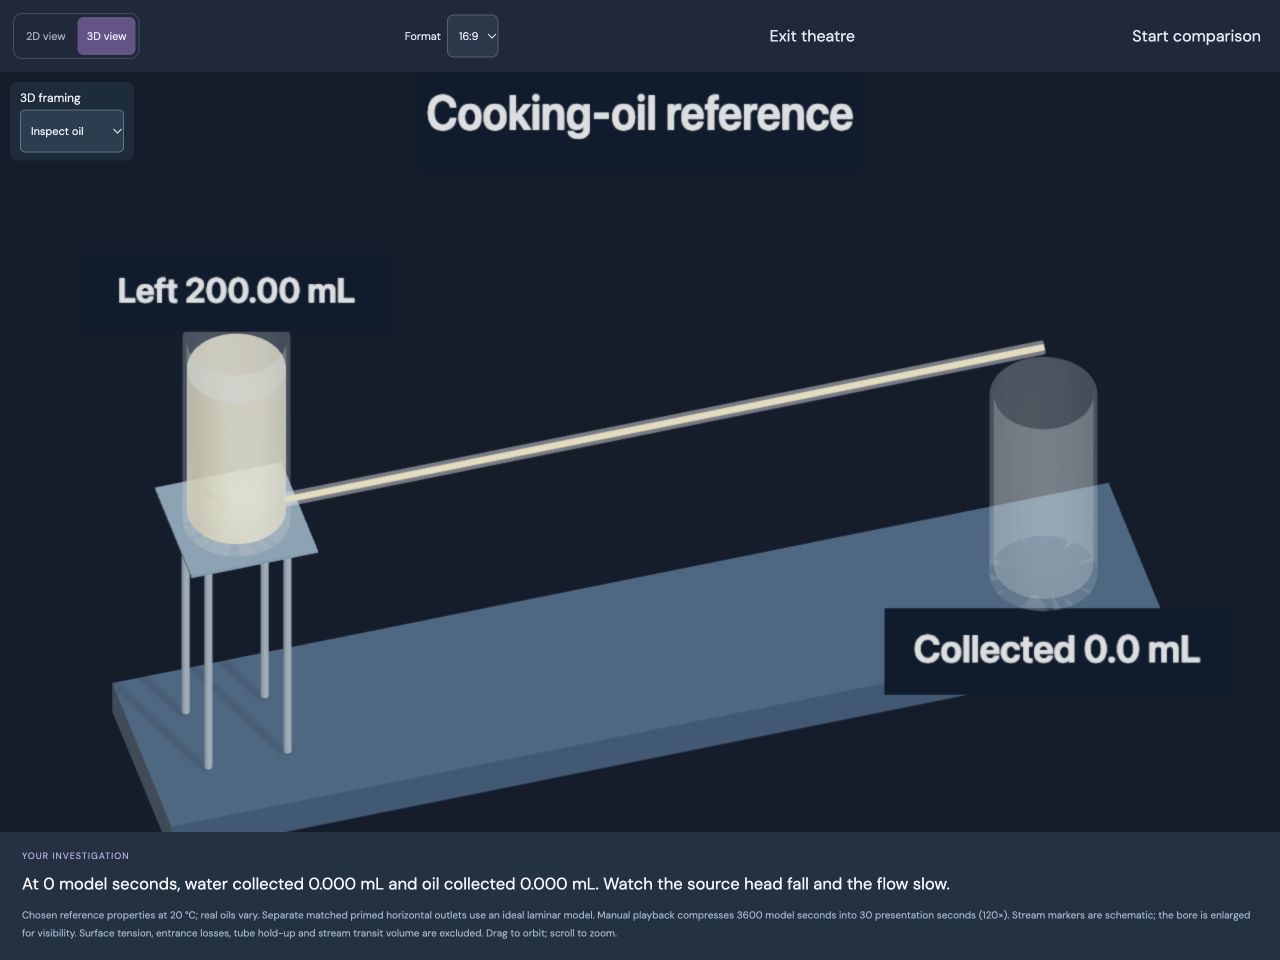 2D view
3D view
Format
16:9
Exit theatre
Start comparison
3D framing
Inspect oil
Cooking-oil reference
Left 200.00 mL
Collected 0.0 mL
YOUR INVESTIGATION
At 0 model seconds, water collected 0.000 mL and oil collected 0.000 mL. Watch the source head fall and the flow slow.
Chosen reference properties at 20 °C; real oils vary. Separate matched primed horizontal outlets use an ideal laminar model. Manual playback compresses 3600 model seconds into 30 presentation seconds (120×). Stream markers are schematic; the bore is enlarged
for visibility. Surface tension, entrance losses, tube hold-up and stream transit volume are excluded. Drag to orbit; scroll to zoom.